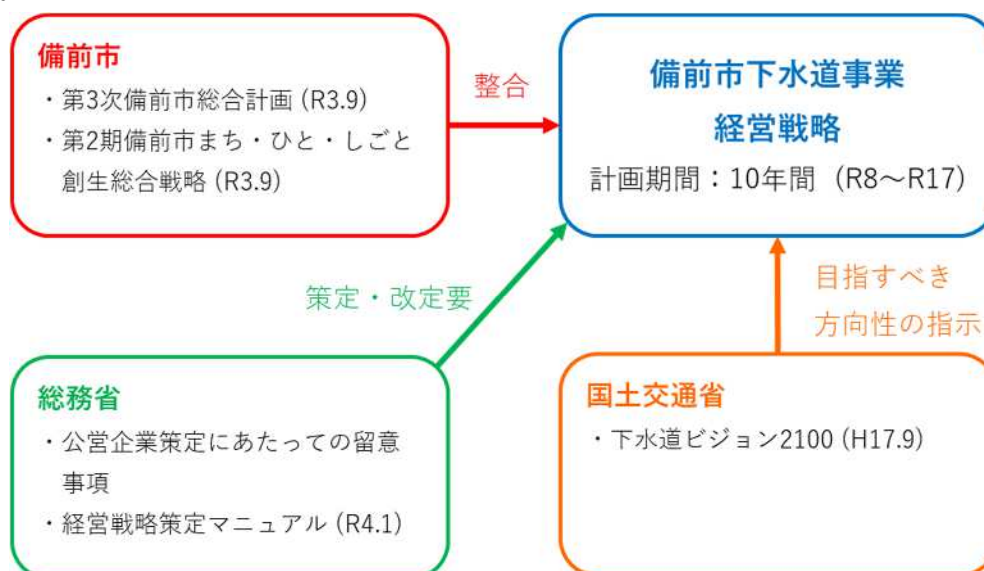 備前市
・第3次備前市総合計画 (R3.9)
・第2期備前市まち・ひと・しごと
創生総合戦略 (R3.9)
整合
備前市下水道事業
経営戦略
計画期間：10年間 (R8～R17)
策定・改定要
目指すべき
方向性の指示
総務省
・公営企業策定にあたっての留意
事項
・経営戦略策定マニュアル (R4.1)
国土交通省
・下水道ビジョン2100 (H17.9)